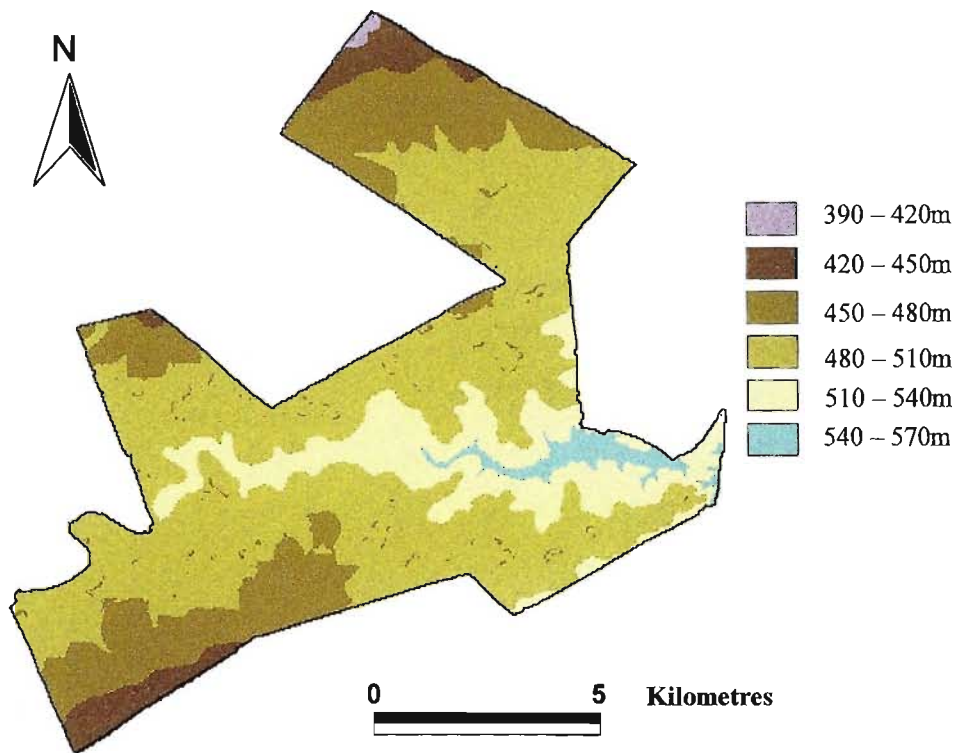 N
390 – 420m
420 – 450m
450 – 480m
480 – 510m
510 – 540m
540 – 570m
0 5 Kilometres